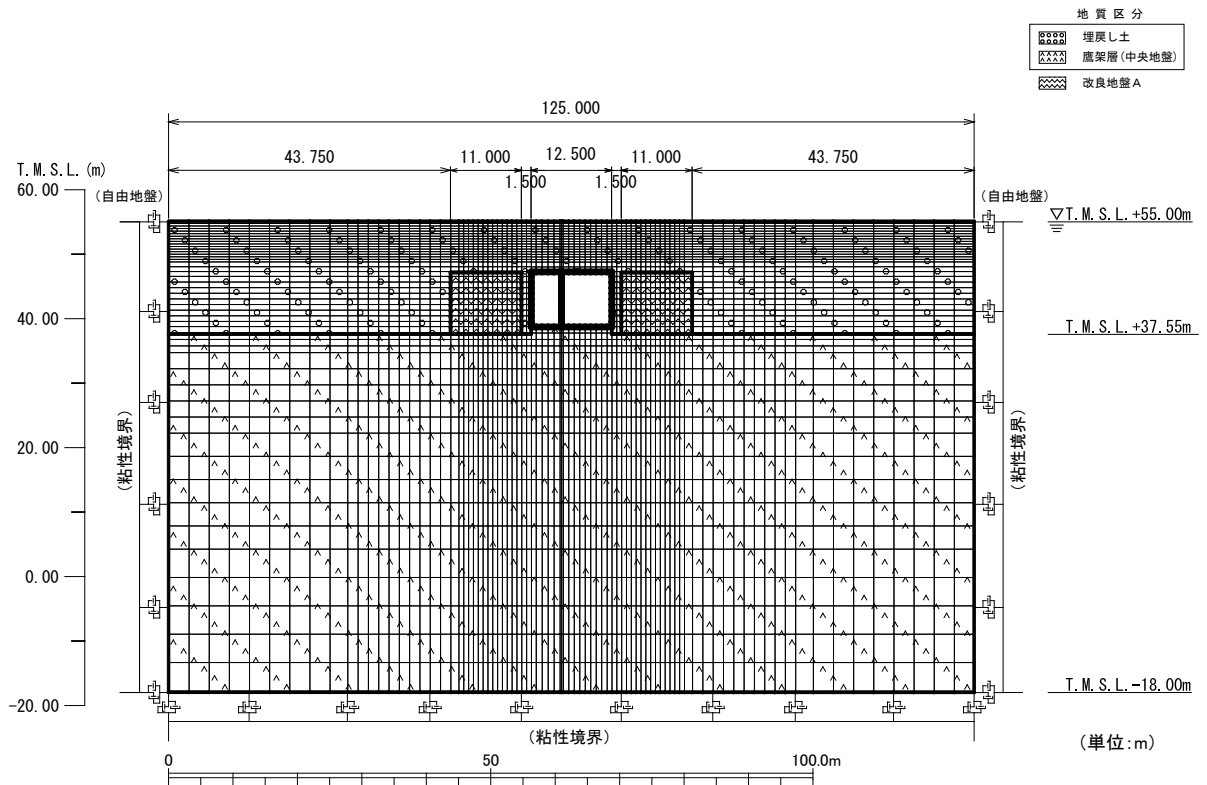 地質区分
埋戻し土
鷹架層(中央地盤)
改良地盤A
125.000
43.750
11.000
12.500
11.000
43.750
1.500
1.500
T.M.S.L.(m)
60.00
(自由地盤)
(自由地盤)
T.M.S.L.+55.00m
40.00
T.M.S.L.+37.55m
20.00
(粘性境界)
(粘性境界)
0.00
T.M.S.L.-18.00m
-20.00
(粘性境界)
(単位:m)
0
50
100.0m